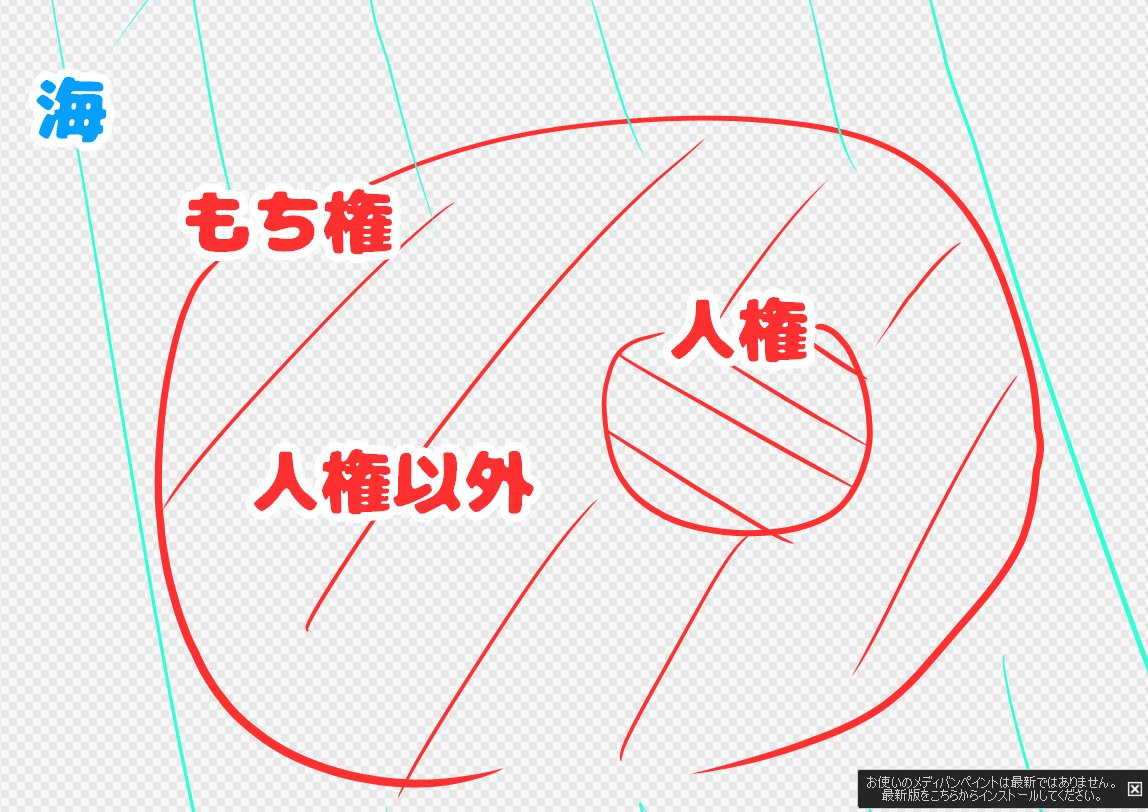 海
もち権
人権
人権以外
お使いのメディバンペイントは最新ではありません。
最新版をこちらからインストールしてください。